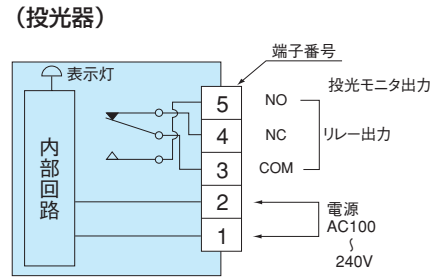 (投光器)
端子番号
表示灯
投光モニタ出力
5 NO
4 NC リレー出力
3 COM
内部回路
2
電源
AC100
〜
240V
1